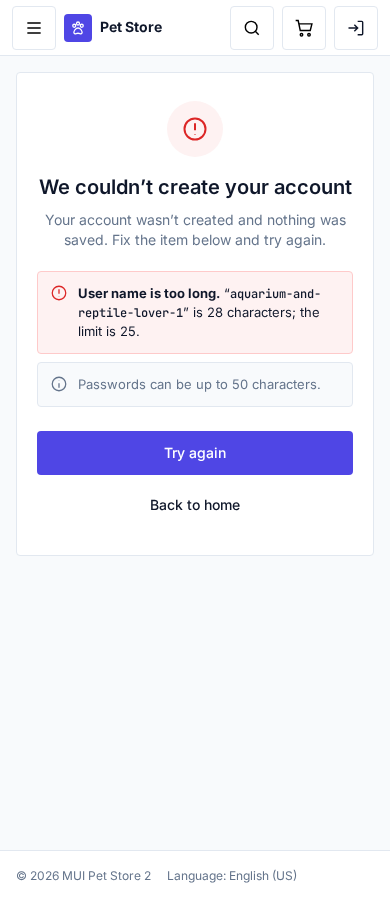 Pet Store
We couldn’t create your account
Your account wasn’t created and nothing was
saved. Fix the item below and try again.
User name is too long. “aquarium-and-
reptile-lover-1” is 28 characters; the
limit is 25.
Passwords can be up to 50 characters.
Try again
Back to home
© 2026 MUI Pet Store 2 Language: English (US)